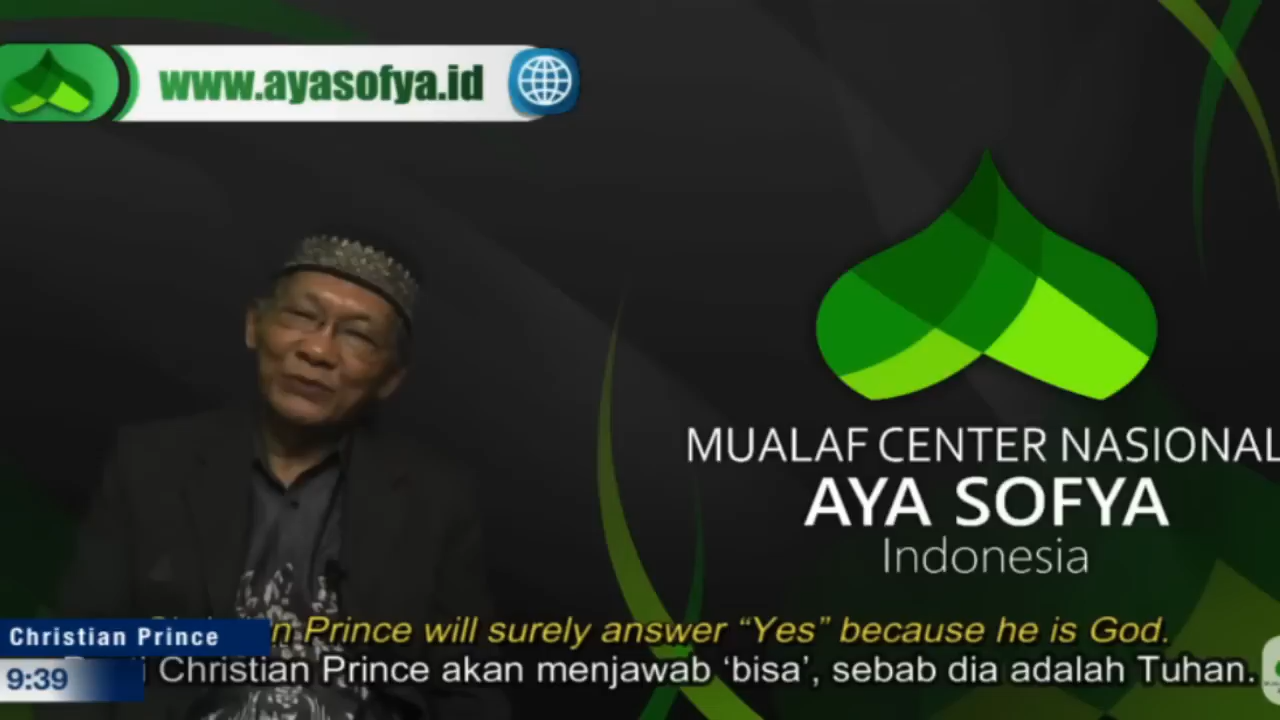 www.ayasofya.id
MUALAF CENTER NASIONAL
AYA SOFYA
Indonesia
Prince will surely answer “Yes” because he is God.
Christian Prince
Christian Prince akan menjawab ‘bisa’, sebab dia adalah Tuhan.
9:39